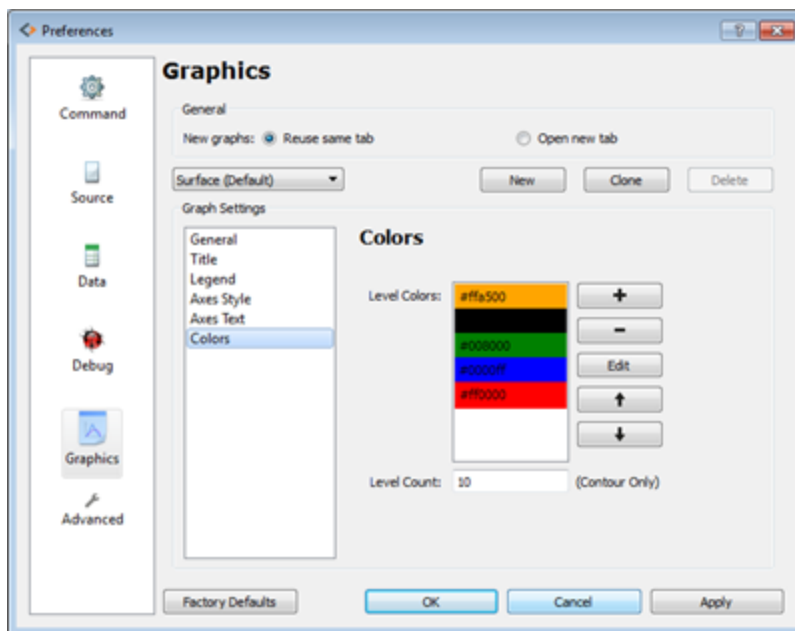 Preferences
Command
Source
Data
Debug
Graphics
Advanced
Graphics
General
New graphs: Reuse same tab Open new tab
Surface (Default) New Clone Delete
Graph Settings
General
Title
Legend
Axes Style
Axes Text
Colors
Colors
Level Colors:
#ffa500
#008000
#0000ff
#ff0000
+
−
Edit
Level Count: 10 (Contour Only)
Factory Defaults OK Cancel Apply